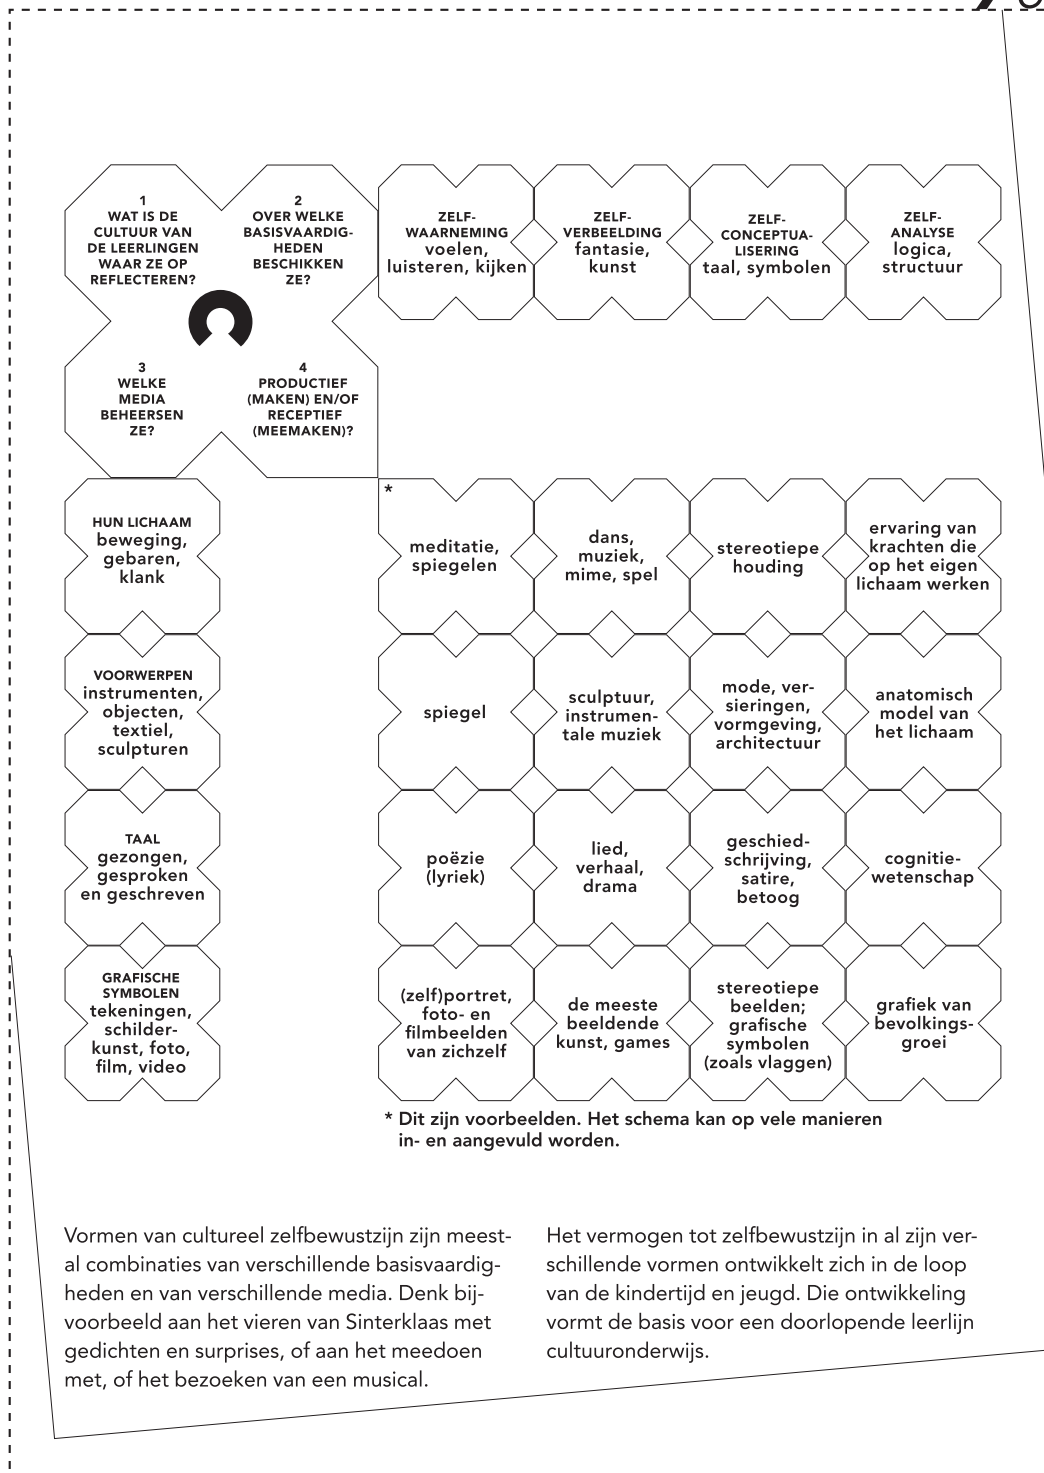 1
WAT IS DE
CULTUUR VAN
DE LEERLINGEN
WAAR ZE OP
REFLECTEREN?
2
OVER WELKE
BASISVAARDIG-
HEDEN
BESCHIKKEN
ZE?
3
WELKE
MEDIA
BEHEERSEN
ZE?
4
PRODUCTIEF
(MAKEN) EN/OF
RECEPTIEF
(MEEMAKEN)?
ZELF-
WAARNEMING
voelen,
luisteren, kijken
ZELF-
VERBEELDING
fantasie,
kunst
ZELF-
CONCEPTUA-
LISERING
taal, symbolen
ZELF-
ANALYSE
logica,
structuur
HUN LICHAAM
beweging,
gebaren,
klank
*
meditatie,
spiegelen
dans,
muziek,
mime, spel
stereotiepe
houding
ervaring van
krachten die
op het eigen
lichaam werken
VOORWERPEN
instrumenten,
objecten,
textiel,
sculpturen
spiegel
sculptuur,
instrumen-
tale muziek
mode, ver-
sieringen,
vormgeving,
architectuur
anatomisch
model van
het lichaam
TAAL
gezongen,
gesproken
en geschreven
poëzie
(lyriek)
lied,
verhaal,
drama
geschied-
schrijving,
satire,
betoog
cognitie-
wetenschap
GRAFISCHE
SYMBOLEN
tekeningen,
schilder-
kunst, foto,
film, video
(zelf)portret,
foto- en
filmbeelden
van zichzelf
de meeste
beeldende
kunst, games
stereotiepe
beelden;
grafische
symbolen
(zoals vlaggen)
grafiek van
bevolkings-
groei
* Dit zijn voorbeelden. Het schema kan op vele manieren
in- en aangevuld worden.
Vormen van cultureel zelfbewustzijn zijn meest-
al combinaties van verschillende basisvaardig-
heden en van verschillende media. Denk bij-
voorbeeld aan het vieren van Sinterklaas met
gedichten en surprises, of aan het meedoen
met, of het bezoeken van een musical.
Het vermogen tot zelfbewustzijn in al zijn ver-
schillende vormen ontwikkelt zich in de loop
van de kindertijd en jeugd. Die ontwikkeling
vormt de basis voor een doorlopende leerlijn
cultuuronderwijs.